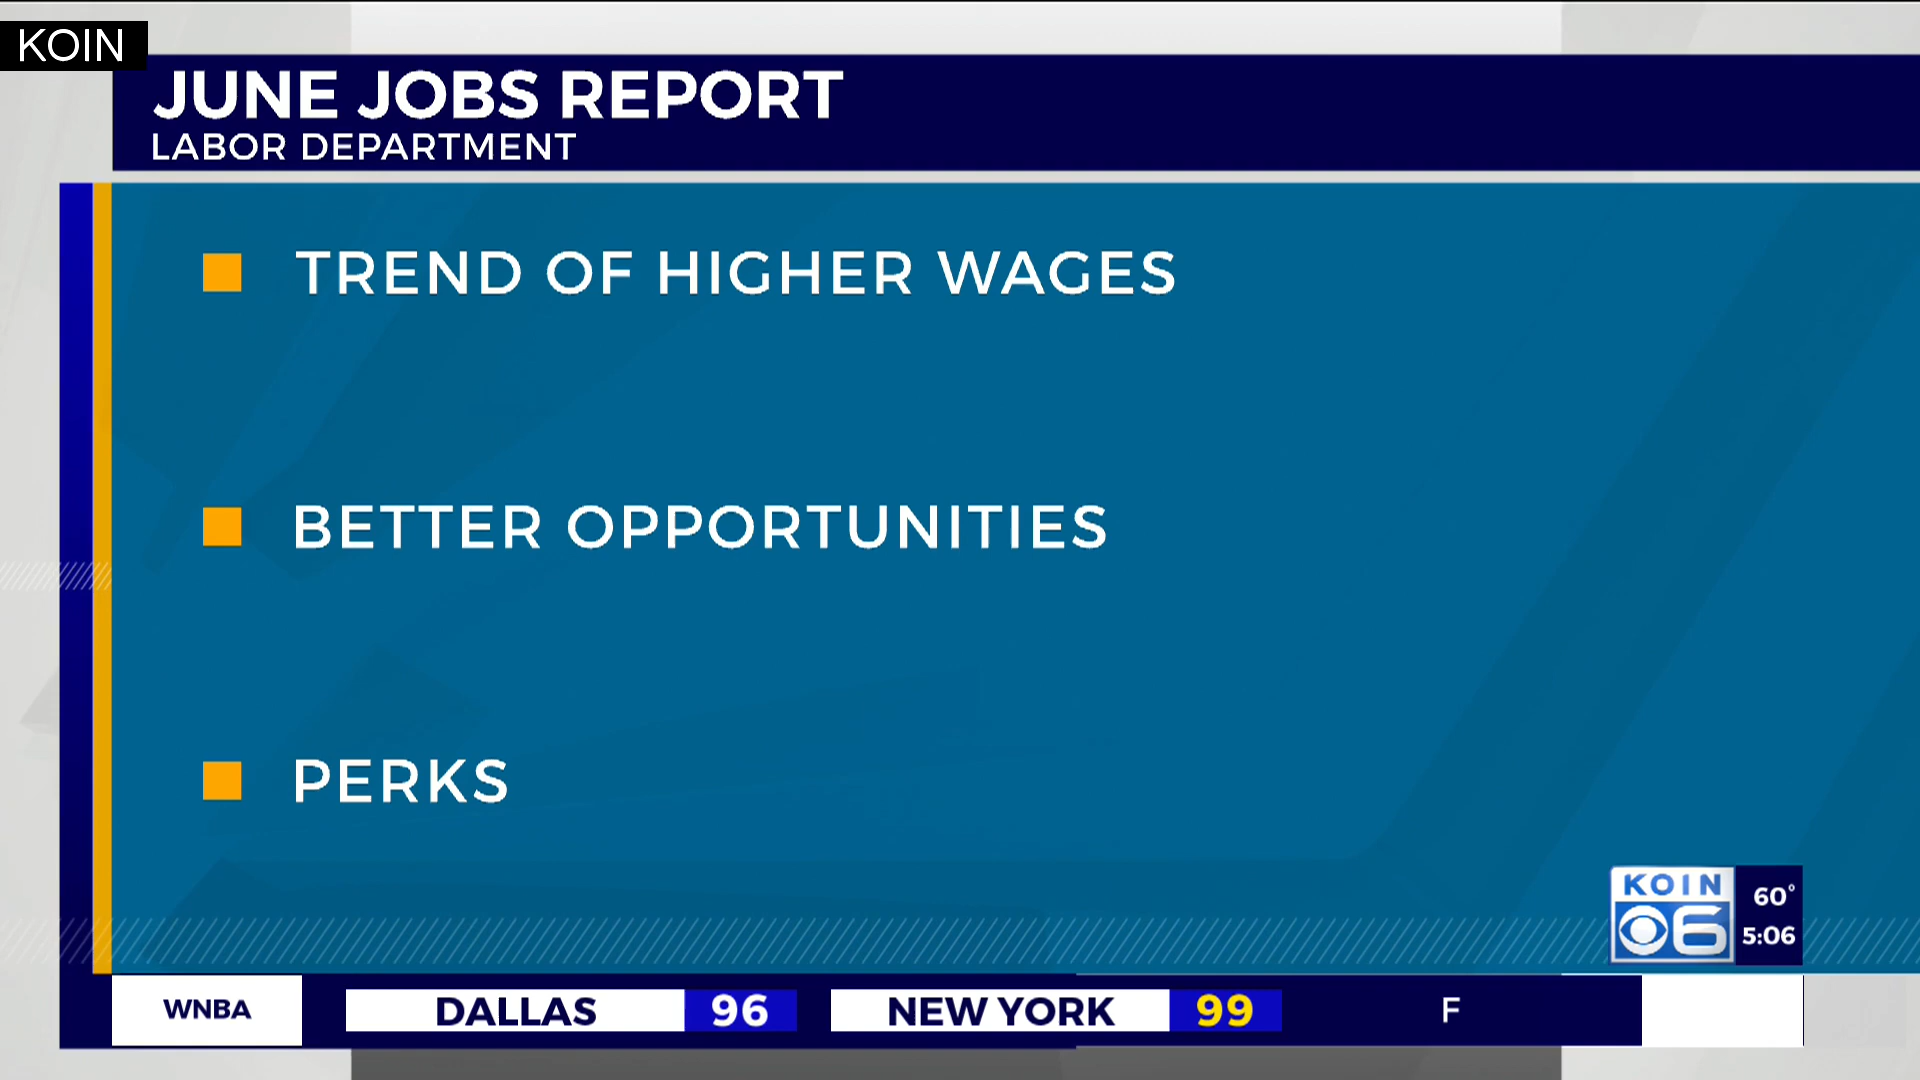 KOIN
JUNE JOBS REPORT
LABOR DEPARTMENT
TREND OF HIGHER WAGES
BETTER OPPORTUNITIES
PERKS
KOIN
6
60°
5:06
WNBA DALLAS 96 NEW YORK 99 F